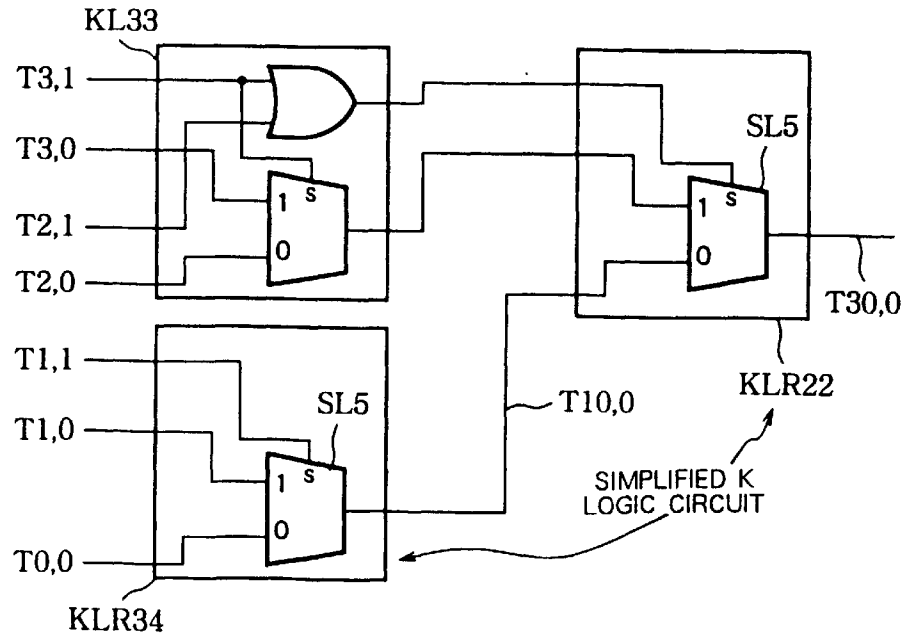 KL33
T3,1
T3,0
T2,1
T2,0
s
1
0
SL5
s
1
0
T30,0
KLR22
T1,1
T1,0
T0,0
SL5
s
1
0
T10,0
SIMPLIFIED K
LOGIC CIRCUIT
KLR34